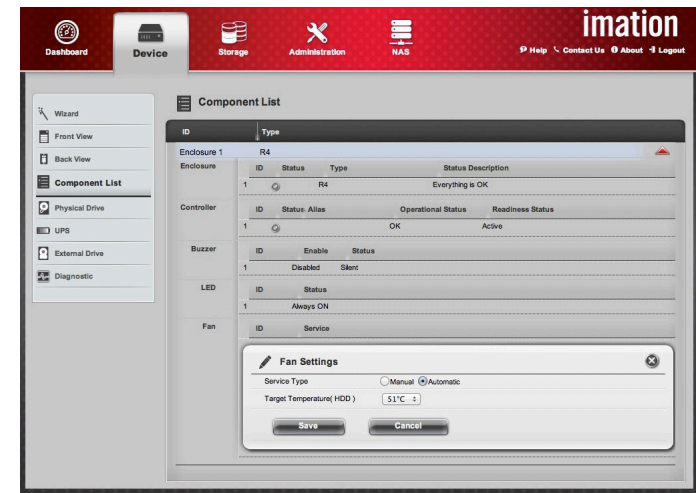 imation
Dashboard Device Storage Administration NAS
Help Contact Us About Logout
Component List
Wizard
Front View
Back View
Component List
Physical Drive
UPS
External Drive
Diagnostic
ID Type
Enclosure 1 R4
Enclosure ID Status Type Status Description
1 R4 Everything is OK
Controller ID Status Alias Operational Status Readiness Status
1 OK Active
Buzzer ID Enable Status
1 Disabled Silent
LED ID Status
1 Always ON
Fan ID Service
Fan Settings
Service Type Manual Automatic
Target Temperature( HDD ) 51°C
Save Cancel